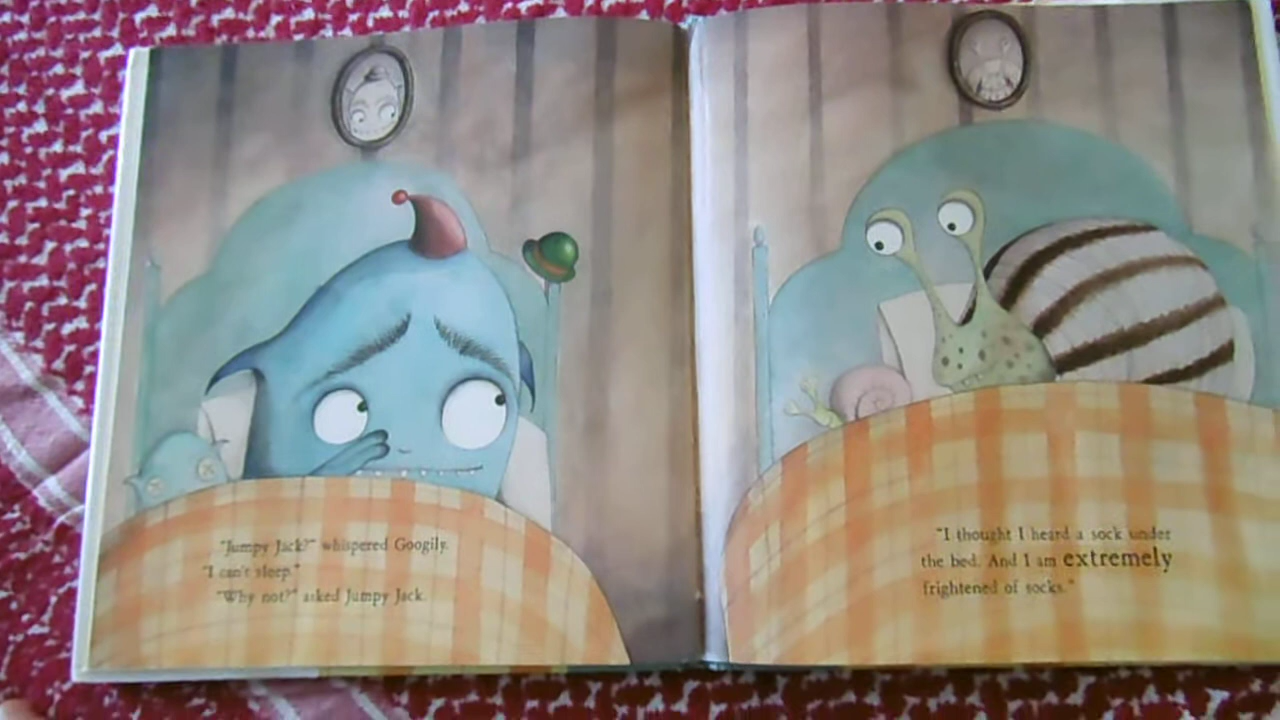 "Jumpy Jack?" whispered Googily.
"I can't sleep."
"Why not?" asked Jumpy Jack.
"I thought I heard a sock under
the bed. And I am extremely
frightened of socks."